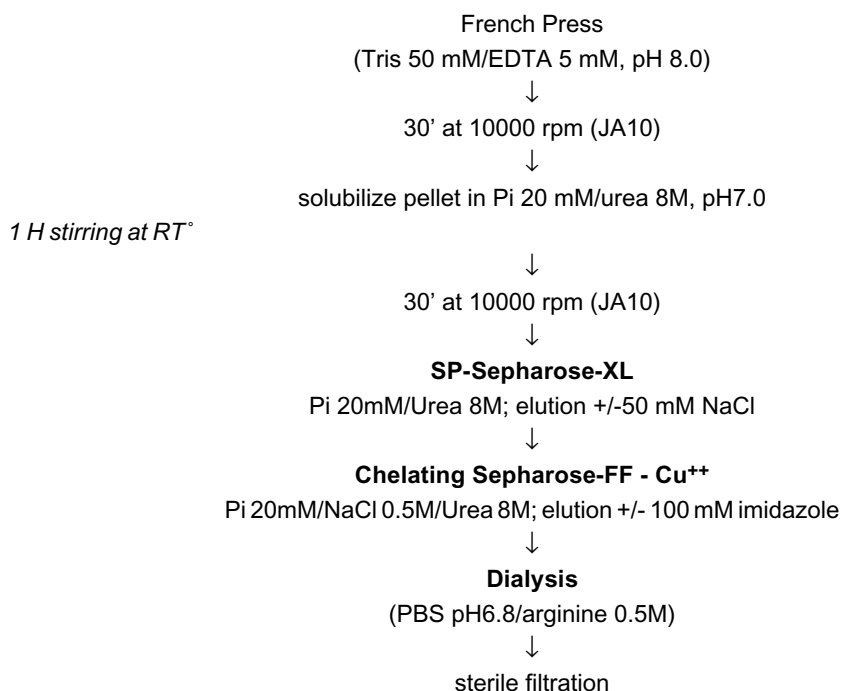 French Press
(Tris 50 mM/EDTA 5 mM, pH 8.0)
↓
30’ at 10000 rpm (JA10)
↓
solubilize pellet in Pi 20 mM/urea 8M, pH7.0
1 H stirring at RT°
↓
30’ at 10000 rpm (JA10)
↓
SP-Sepharose-XL
Pi 20mM/Urea 8M; elution +/-50 mM NaCl
↓
Chelating Sepharose-FF - Cu++
Pi 20mM/NaCl 0.5M/Urea 8M; elution +/- 100 mM imidazole
↓
Dialysis
(PBS pH6.8/arginine 0.5M)
↓
sterile filtration